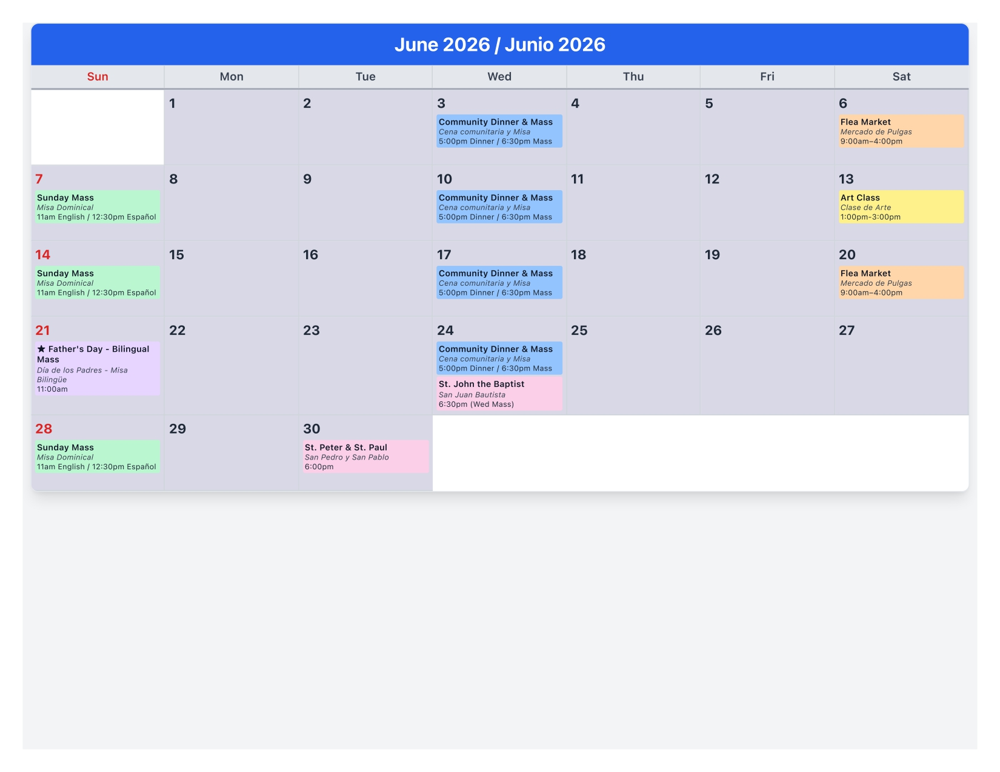 June 2026 / Junio 2026
Sun Mon Tue Wed Thu Fri Sat
1 2 3 4 5 6
Community Dinner & Mass
Cena comunitaria y Misa
5:00pm Dinner / 6:30pm Mass
Flea Market
Mercado de Pulgas
9:00am–4:00pm
7 8 9 10 11 12 13
Sunday Mass
Misa Dominical
11am English / 12:30pm Español
Community Dinner & Mass
Cena comunitaria y Misa
5:00pm Dinner / 6:30pm Mass
Art Class
Clase de Arte
1:00pm-3:00pm
14 15 16 17 18 19 20
Sunday Mass
Misa Dominical
11am English / 12:30pm Español
Community Dinner & Mass
Cena comunitaria y Misa
5:00pm Dinner / 6:30pm Mass
Flea Market
Mercado de Pulgas
9:00am–4:00pm
21 22 23 24 25 26 27
★ Father's Day - Bilingual
Mass
Día de los Padres - Misa
Bilingüe
11:00am
Community Dinner & Mass
Cena comunitaria y Misa
5:00pm Dinner / 6:30pm Mass
St. John the Baptist
San Juan Bautista
6:30pm (Wed Mass)
28 29 30
Sunday Mass
Misa Dominical
11am English / 12:30pm Español
St. Peter & St. Paul
San Pedro y San Pablo
6:00pm